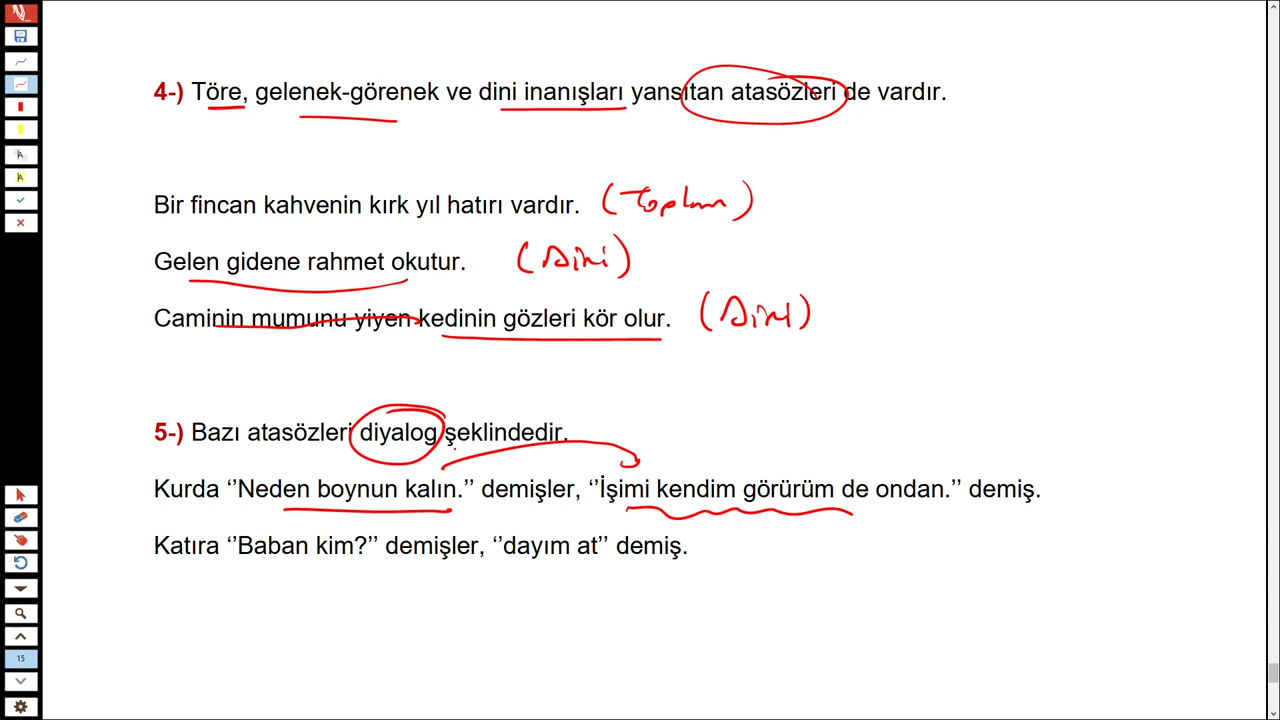 4-) Töre, gelenek-görenek ve dini inanışları yansıtan atasözleri de vardır.
Bir fincan kahvenin kırk yıl hatırı vardır. (Toplum)
Gelen gidene rahmet okutur. (Dini)
Caminin mumunu yiyen kedinin gözleri kör olur. (Dini)
5-) Bazı atasözleri diyalog şeklindedir.
Kurda ‘’Neden boynun kalın.’’ demişler, ‘’İşimi kendim görürüm de ondan.’’ demiş.
Katıra ‘’Baban kim?’’ demişler, ‘’dayım at’’ demiş.
15